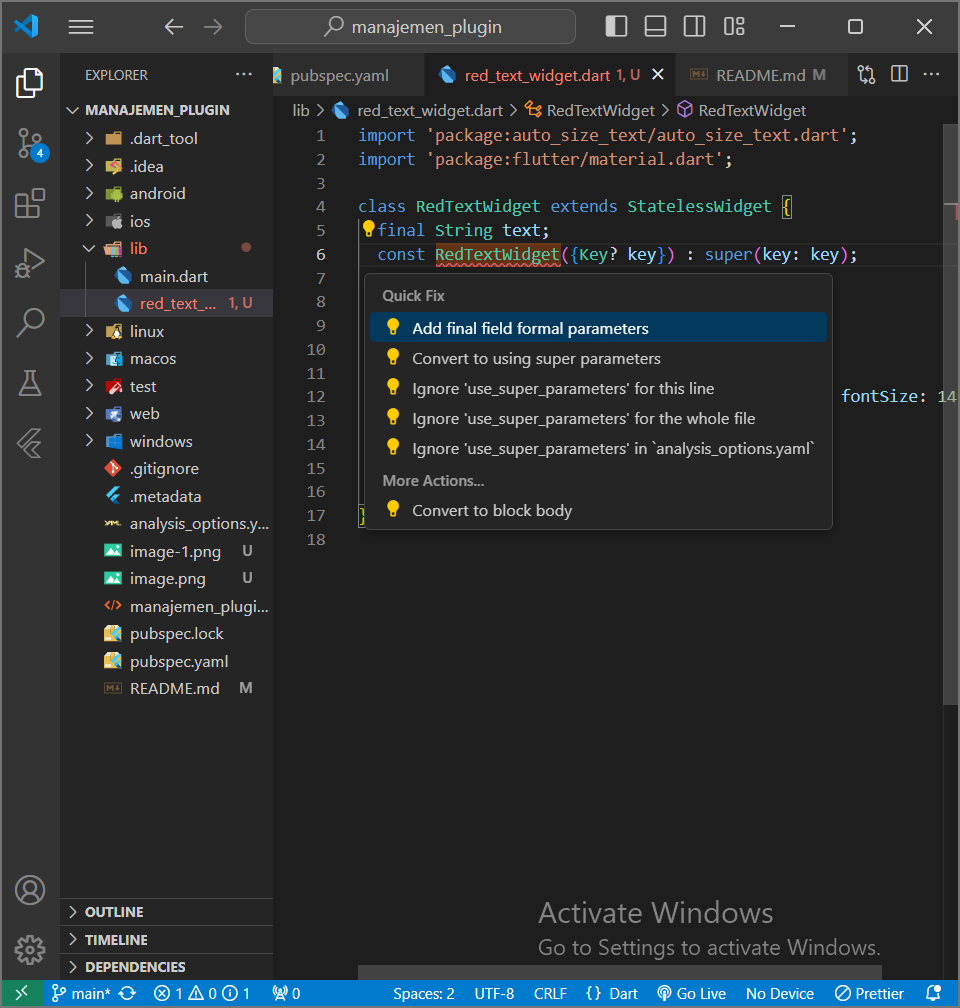 manajemen_plugin
EXPLORER
pubspec.yaml
red_text_widget.dart 1, U
README.md M
MANAJEMEN_PLUGIN
lib > red_text_widget.dart > RedTextWidget > RedTextWidget
.dart_tool
.idea
android
ios
lib
main.dart
red_text_... 1, U
linux
macos
test
web
windows
.gitignore
.metadata
analysis_options.y...
image-1.png U
image.png U
manajemen_plugi...
pubspec.lock
pubspec.yaml
README.md M
4
1 import 'package:auto_size_text/auto_size_text.dart';
2 import 'package:flutter/material.dart';
3
4 class RedTextWidget extends StatelessWidget {
5 final String text;
6 const RedTextWidget({Key? key}) : super(key: key);
7
8
9
10
11
12 fontSize: 14
13
14
15
16
17 }
18
Quick Fix
Add final field formal parameters
Convert to using super parameters
Ignore 'use_super_parameters' for this line
Ignore 'use_super_parameters' for the whole file
Ignore 'use_super_parameters' in `analysis_options.yaml`
More Actions...
Convert to block body
OUTLINE
TIMELINE
DEPENDENCIES
Activate Windows
Go to Settings to activate Windows.
main* 1 0 1 0 Spaces: 2 UTF-8 CRLF {} Dart Go Live No Device Prettier